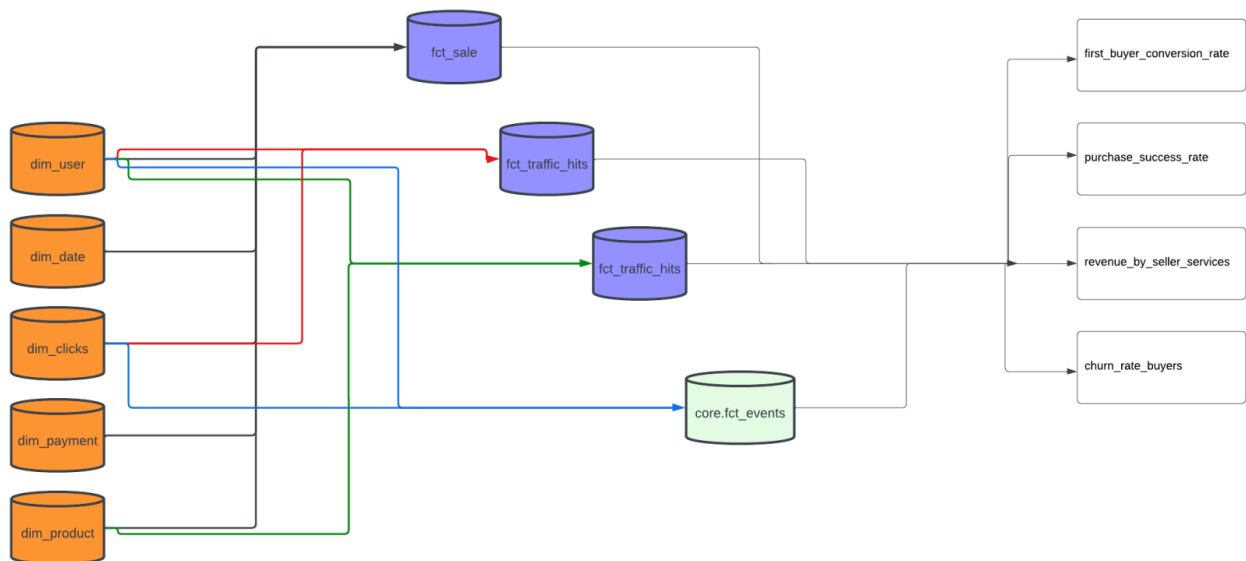 fct_sale
first_buyer_conversion_rate
dim_user
fct_traffic_hits
purchase_success_rate
dim_date
fct_traffic_hits
revenue_by_seller_services
dim_clicks
churn_rate_buyers
core.fct_events
dim_payment
dim_product